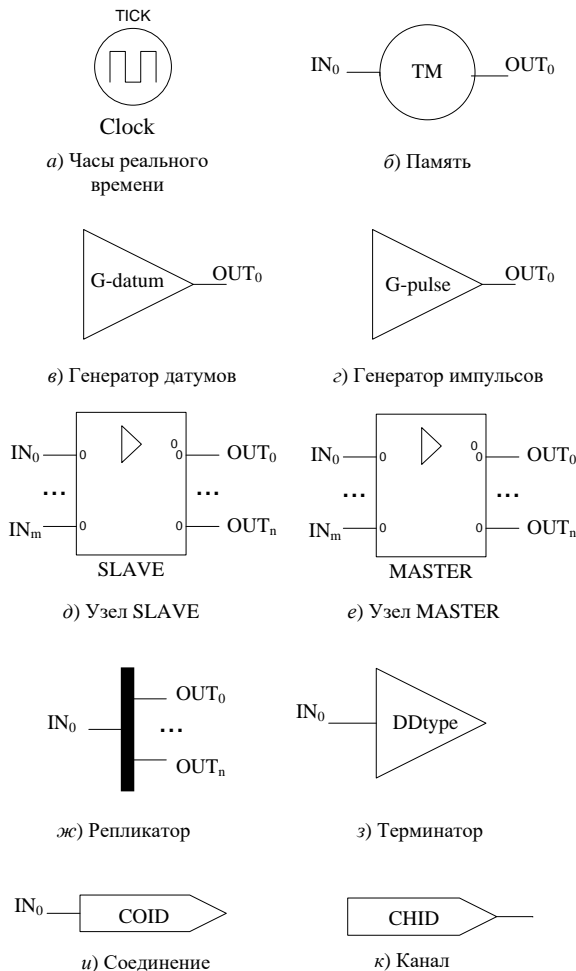 TICK
Clock
а) Часы реального
времени
IN0 TM OUT0
б) Память
G-datum OUT0
в) Генератор датумов
G-pulse OUT0
г) Генератор импульсов
IN0 0 0 0 OUT0
... ...
INm 0 0 OUTn
SLAVE
д) Узел SLAVE
IN0 0 0 0 OUT0
... ...
INm 0 0 OUTn
MASTER
е) Узел MASTER
OUT0
IN0 ...
OUTn
ж) Репликатор
IN0 DDtype
з) Терминатор
IN0 COID
и) Соединение
CHID
к) Канал